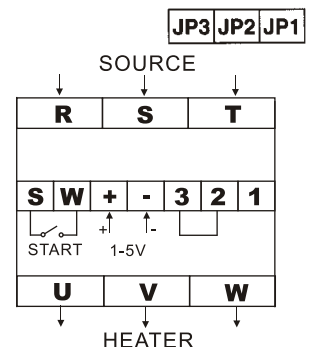 JP3 JP2 JP1
SOURCE
R S T
S W + - 3 2 1
+ -
START 1-5V
U V W
HEATER